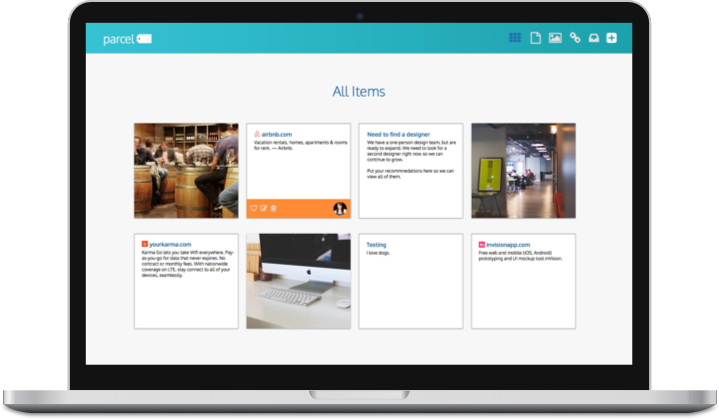 parcel
All Items
airbnb.com
Vacation rentals, homes, apartments & rooms
for rent. — Airbnb.
Need to find a designer
We have a one-person design team, but are
ready to expand. We need to look for a
second designer right now so we can
continue to grow.
Put your recommnedations here so we can
view all of them.
yourkarma.com
Karma Go lets you take Wifi everywhere. Pay-
as-you-go for data that never expires. No
contract or monthly fees. With nationwide
coverage on LTE, stay connect to all of your
devices, seamlessly.
Testing
I love dogs.
invisionapp.com
Free web and mobile (iOS, Android)
prototyping and UI mockup tool.InVision.